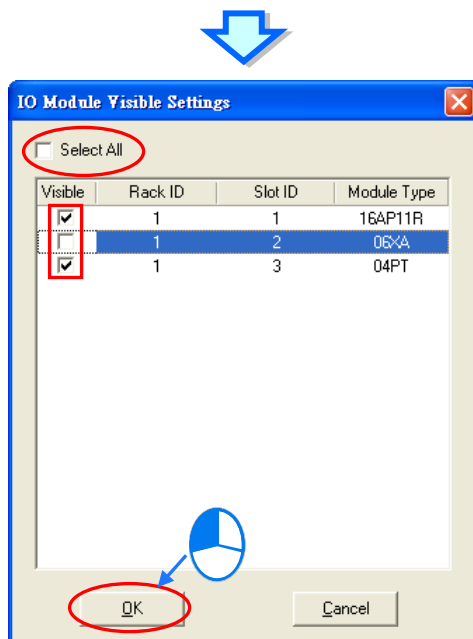 IO Module Visible Settings
Select All
Visible Rack ID Slot ID Module Type
1 1 16AP11R
1 2 06XA
1 3 04PT
OK Cancel